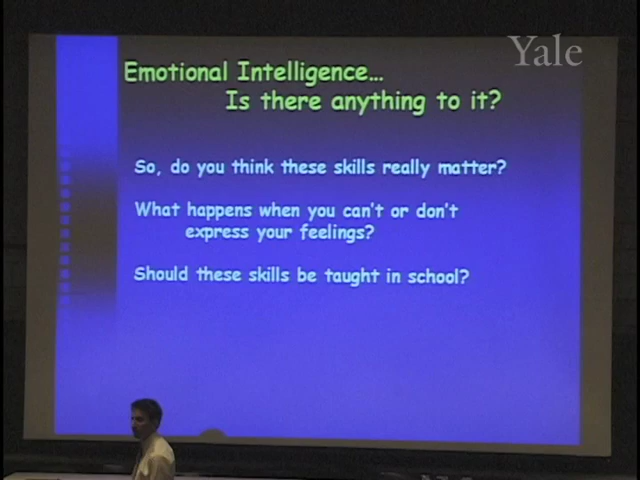 Yale
Emotional Intelligence...
Is there anything to it?
So, do you think these skills really matter?
What happens when you can't or don't
express your feelings?
Should these skills be taught in school?